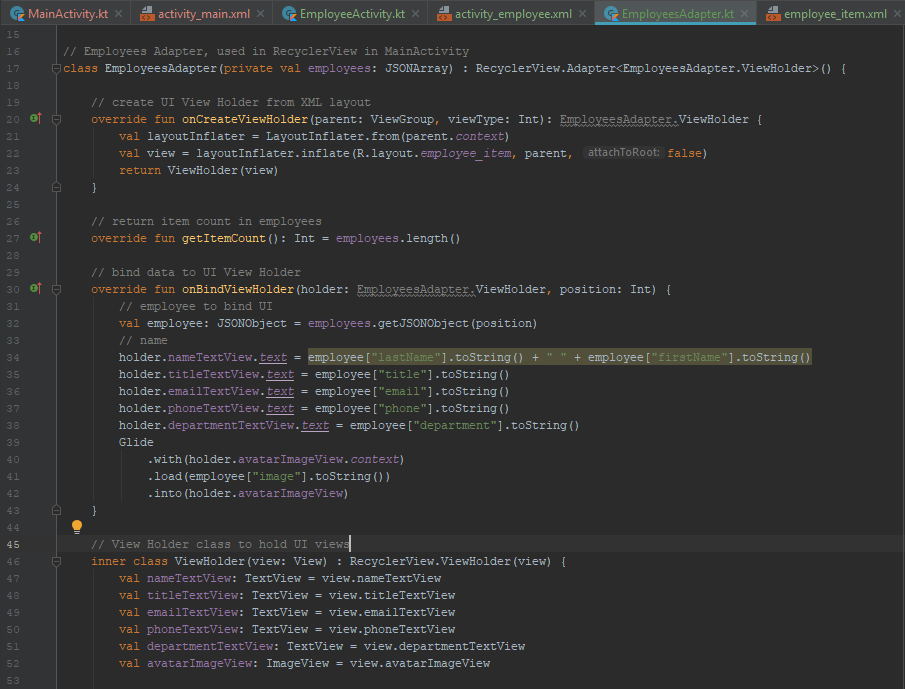 MainActivity.kt × activity_main.xml × EmployeeActivity.kt × activity_employee.xml × EmployeesAdapter.kt × employee_item.xml ×
15
16 // Employees Adapter, used in RecyclerView in MainActivity
17 class EmployeesAdapter(private val employees: JSONArray) : RecyclerView.Adapter<EmployeesAdapter.ViewHolder>() {
18
19 // create UI View Holder from XML layout
20 override fun onCreateViewHolder(parent: ViewGroup, viewType: Int): EmployeesAdapter.ViewHolder {
21 val layoutInflater = LayoutInflater.from(parent.context)
22 val view = layoutInflater.inflate(R.layout.employee_item, parent, attachToRoot: false)
23 return ViewHolder(view)
24 }
25
26 // return item count in employees
27 override fun getItemCount(): Int = employees.length()
28
29 // bind data to UI View Holder
30 override fun onBindViewHolder(holder: EmployeesAdapter.ViewHolder, position: Int) {
31 // employee to bind UI
32 val employee: JSONObject = employees.getJSONObject(position)
33 // name
34 holder.nameTextView.text = employee["lastName"].toString() + " " + employee["firstName"].toString()
35 holder.titleTextView.text = employee["title"].toString()
36 holder.emailTextView.text = employee["email"].toString()
37 holder.phoneTextView.text = employee["phone"].toString()
38 holder.departmentTextView.text = employee["department"].toString()
39 Glide
40 .with(holder.avatarImageView.context)
41 .load(employee["image"].toString())
42 .into(holder.avatarImageView)
43 }
44
45 // View Holder class to hold UI views
46 inner class ViewHolder(view: View) : RecyclerView.ViewHolder(view) {
47 val nameTextView: TextView = view.nameTextView
48 val titleTextView: TextView = view.titleTextView
49 val emailTextView: TextView = view.emailTextView
50 val phoneTextView: TextView = view.phoneTextView
51 val departmentTextView: TextView = view.departmentTextView
52 val avatarImageView: ImageView = view.avatarImageView
53